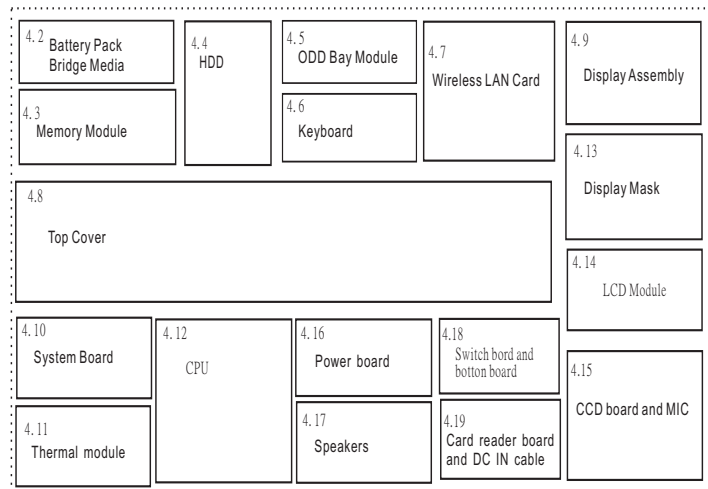 4.2
Battery Pack
Bridge Media
4.3
Memory Module
4.4
HDD
4.5
ODD Bay Module
4.6
Keyboard
4.7
Wireless LAN Card
4.9
Display Assembly
4.13
Display Mask
4.8
Top Cover
4.14
LCD Module
4.10
System Board
4.11
Thermal module
4.12
CPU
4.16
Power board
4.17
Speakers
4.18
Switch bord and
botton board
4.19
Card reader board
and DC IN cable
4.15
CCD board and MIC